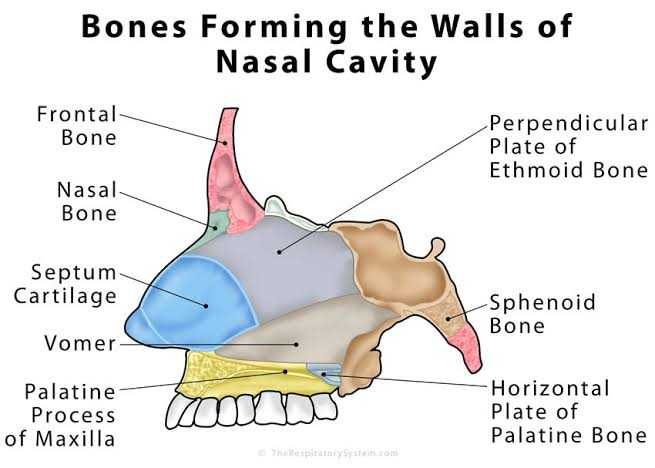 Bones Forming the Walls of
Nasal Cavity
Frontal
Bone
Nasal
Bone
Septum
Cartilage
Vomer
Palatine
Process
of Maxilla
Perpendicular
Plate of
Ethmoid Bone
Sphenoid
Bone
Horizontal
Plate of
Palatine Bone
© TheRespiratorySystem.com